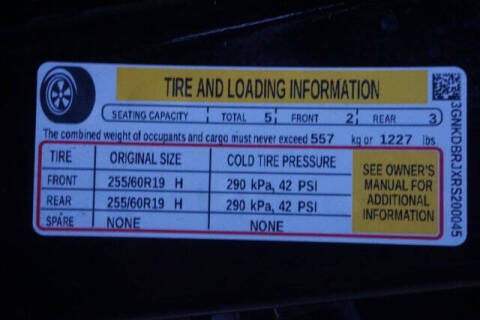 TIRE AND LOADING INFORMATION
SEATING CAPACITY TOTAL 5 FRONT 2 REAR 3
The combined weight of occupants and cargo must never exceed 557 kg or 1227 lbs.
TIRE ORIGINAL SIZE COLD TIRE PRESSURE
FRONT 255/60R19 H 290 kPa, 42 PSI
REAR 255/60R19 H 290 kPa, 42 PSI
SPARE NONE NONE
SEE OWNER'S
MANUAL FOR
ADDITIONAL
INFORMATION
3GNKDBRJXRS200045